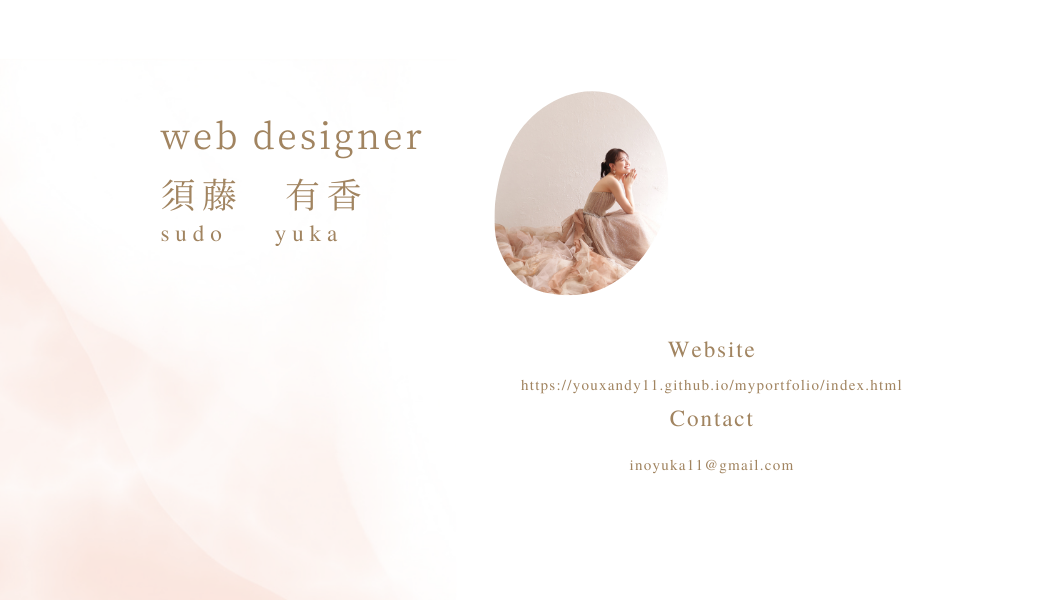 web designer
須藤　有香
sudo　yuka
Website
https://youxandy11.github.io/myportfolio/index.html
Contact
inoyuka11@gmail.com